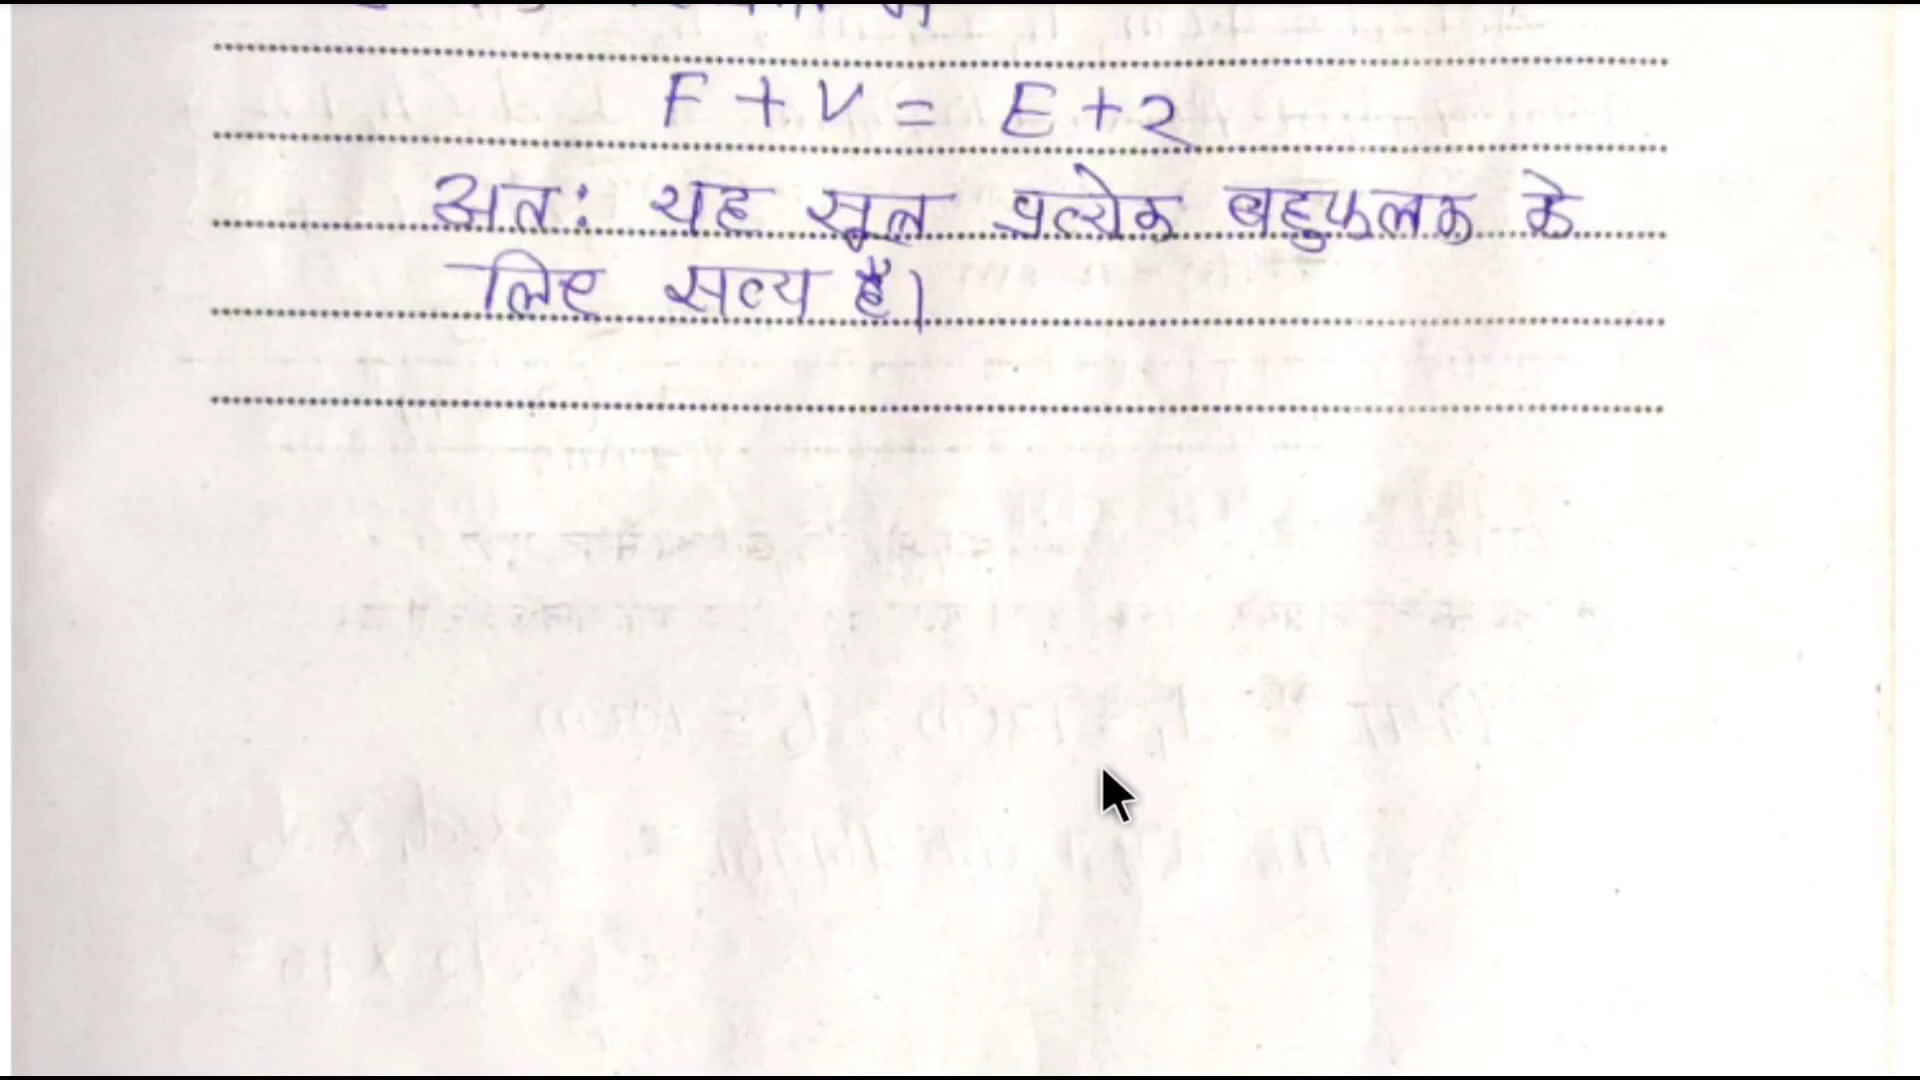 F + V = E + 2
अतः यह सूत्र प्रत्येक बहुफलक के
लिए सत्य है।